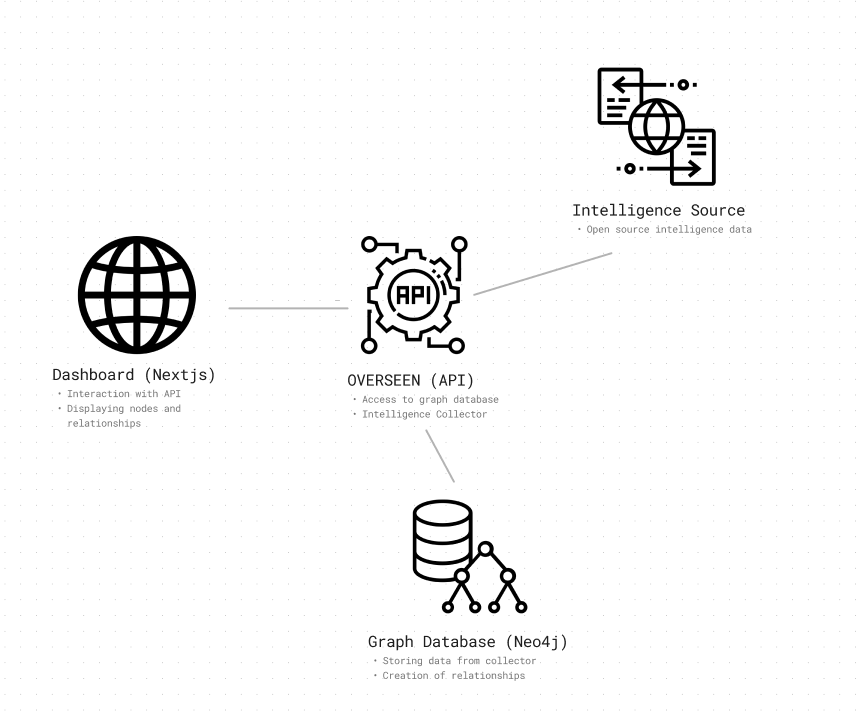 Intelligence Source
• Open source intelligence data
API
Dashboard (Nextjs)
• Interaction with API
• Displaying nodes and
relationships
OVERSEEN (API)
• Access to graph database
• Intelligence Collector
Graph Database (Neo4j)
• Storing data from collector
• Creation of relationships